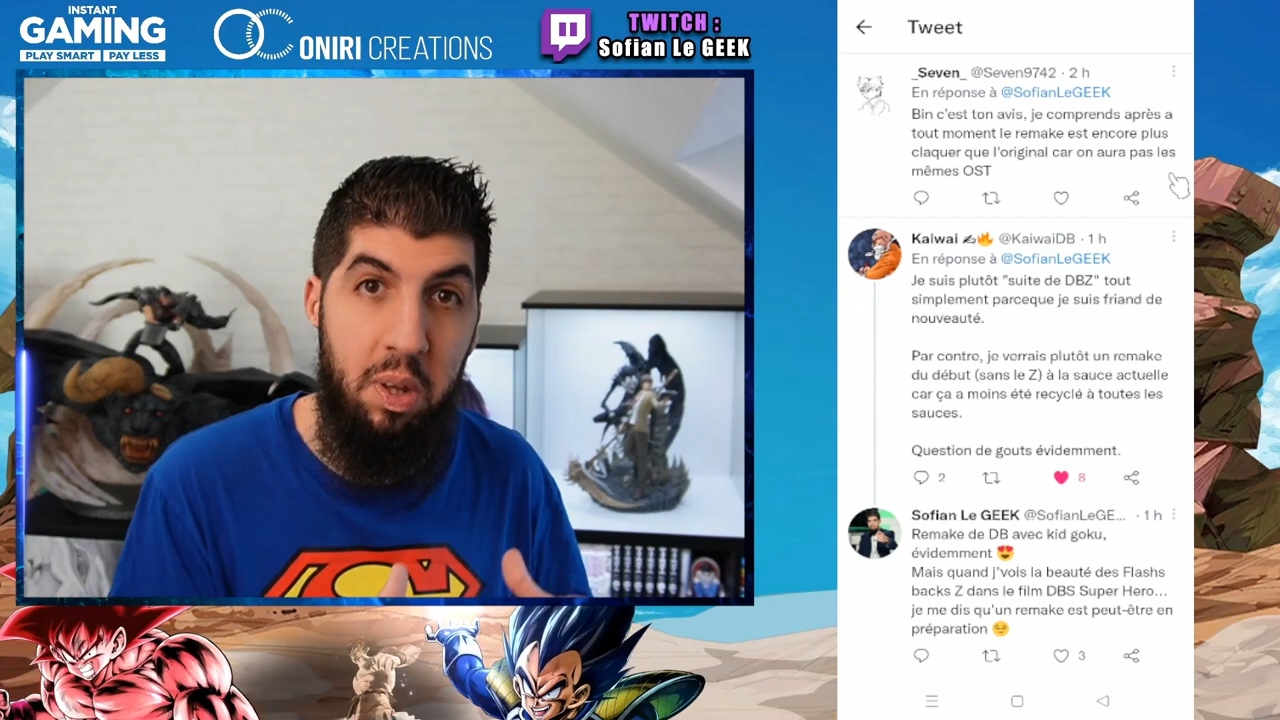 INSTANT
GAMING
PLAY SMART PAY LESS
ONIRI CREATIONS
TWITCH :
Sofian Le GEEK
Tweet
_Seven_ @Seven9742 · 2 h
En réponse à @SofianLeGEEK
Bin c'est ton avis, je comprends après a
tout moment le remake est encore plus
claquer que l'original car on aura pas les
mêmes OST
Kaiwai ✍🔥 @KaiwaiDB · 1 h
En réponse à @SofianLeGEEK
Je suis plutôt "suite de DBZ" tout
simplement parceque je suis friand de
nouveauté.
Par contre, je verrais plutôt un remake
du début (sans le Z) à la sauce actuelle
car ça a moins été recyclé à toutes les
sauces.
Question de gouts évidemment.
2 8
Sofian Le GEEK @SofianLeGE... · 1 h
Remake de DB avec kid goku,
évidemment 😍
Mais quand j'vois la beauté des Flashs
backs Z dans le film DBS Super Hero...
je me dis qu'un remake est peut-être en
préparation 😏
3